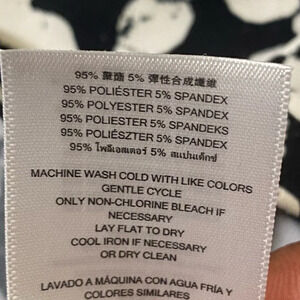 95% 聚酯 5% 彈性合成纖維
95% POLIÉSTER 5% SPANDEX
95% POLYESTER 5% SPANDEX
95% POLIESTER 5% SPANDEKS
95% POLIÉSZTER 5% SPANDEX
95% โพลีเอสเตอร์ 5% สแปนเด็กซ์
MACHINE WASH COLD WITH LIKE COLORS
GENTLE CYCLE
ONLY NON-CHLORINE BLEACH IF
NECESSARY
LAY FLAT TO DRY
COOL IRON IF NECESSARY
OR DRY CLEAN
LAVADO A MÁQUINA CON AGUA FRÍA Y
COLORES SIMILARES